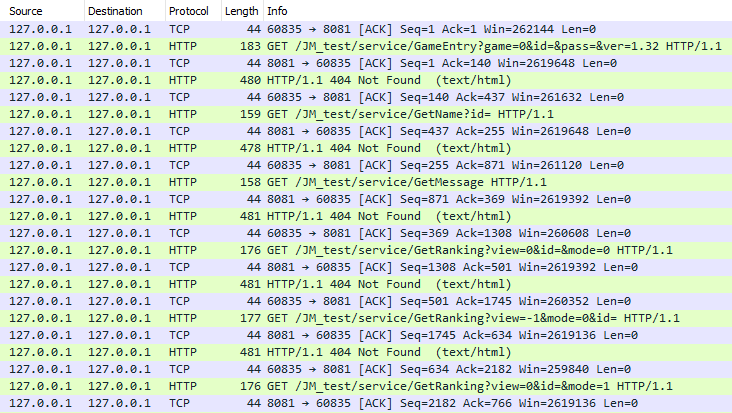 Source Destination Protocol Length Info
127.0.0.1 127.0.0.1 TCP 44 60835 → 8081 [ACK] Seq=1 Ack=1 Win=262144 Len=0
127.0.0.1 127.0.0.1 HTTP 183 GET /JM_test/service/GameEntry?game=0&id=&pass=&ver=1.32 HTTP/1.1
127.0.0.1 127.0.0.1 TCP 44 8081 → 60835 [ACK] Seq=1 Ack=140 Win=2619648 Len=0
127.0.0.1 127.0.0.1 HTTP 480 HTTP/1.1 404 Not Found (text/html)
127.0.0.1 127.0.0.1 TCP 44 60835 → 8081 [ACK] Seq=140 Ack=437 Win=261632 Len=0
127.0.0.1 127.0.0.1 HTTP 159 GET /JM_test/service/GetName?id= HTTP/1.1
127.0.0.1 127.0.0.1 TCP 44 8081 → 60835 [ACK] Seq=437 Ack=255 Win=2619648 Len=0
127.0.0.1 127.0.0.1 HTTP 478 HTTP/1.1 404 Not Found (text/html)
127.0.0.1 127.0.0.1 TCP 44 60835 → 8081 [ACK] Seq=255 Ack=871 Win=261120 Len=0
127.0.0.1 127.0.0.1 HTTP 158 GET /JM_test/service/GetMessage HTTP/1.1
127.0.0.1 127.0.0.1 TCP 44 8081 → 60835 [ACK] Seq=871 Ack=369 Win=2619392 Len=0
127.0.0.1 127.0.0.1 HTTP 481 HTTP/1.1 404 Not Found (text/html)
127.0.0.1 127.0.0.1 TCP 44 60835 → 8081 [ACK] Seq=369 Ack=1308 Win=260608 Len=0
127.0.0.1 127.0.0.1 HTTP 176 GET /JM_test/service/GetRanking?view=0&id=&mode=0 HTTP/1.1
127.0.0.1 127.0.0.1 TCP 44 8081 → 60835 [ACK] Seq=1308 Ack=501 Win=2619392 Len=0
127.0.0.1 127.0.0.1 HTTP 481 HTTP/1.1 404 Not Found (text/html)
127.0.0.1 127.0.0.1 TCP 44 60835 → 8081 [ACK] Seq=501 Ack=1745 Win=260352 Len=0
127.0.0.1 127.0.0.1 HTTP 177 GET /JM_test/service/GetRanking?view=-1&mode=0&id= HTTP/1.1
127.0.0.1 127.0.0.1 TCP 44 8081 → 60835 [ACK] Seq=1745 Ack=634 Win=2619136 Len=0
127.0.0.1 127.0.0.1 HTTP 481 HTTP/1.1 404 Not Found (text/html)
127.0.0.1 127.0.0.1 TCP 44 60835 → 8081 [ACK] Seq=634 Ack=2182 Win=259840 Len=0
127.0.0.1 127.0.0.1 HTTP 176 GET /JM_test/service/GetRanking?view=0&id=&mode=1 HTTP/1.1
127.0.0.1 127.0.0.1 TCP 44 8081 → 60835 [ACK] Seq=2182 Ack=766 Win=2619136 Len=0